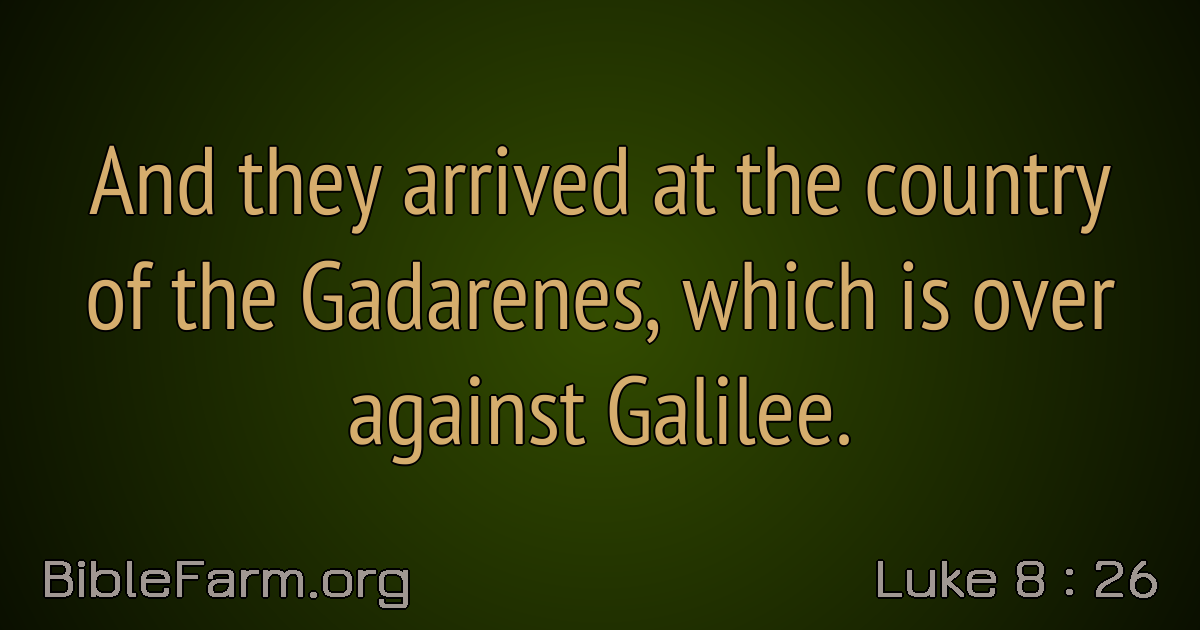 And they arrived at the country
of the Gadarenes, which is over
against Galilee.
BibleFarm.org
Luke 8 : 26